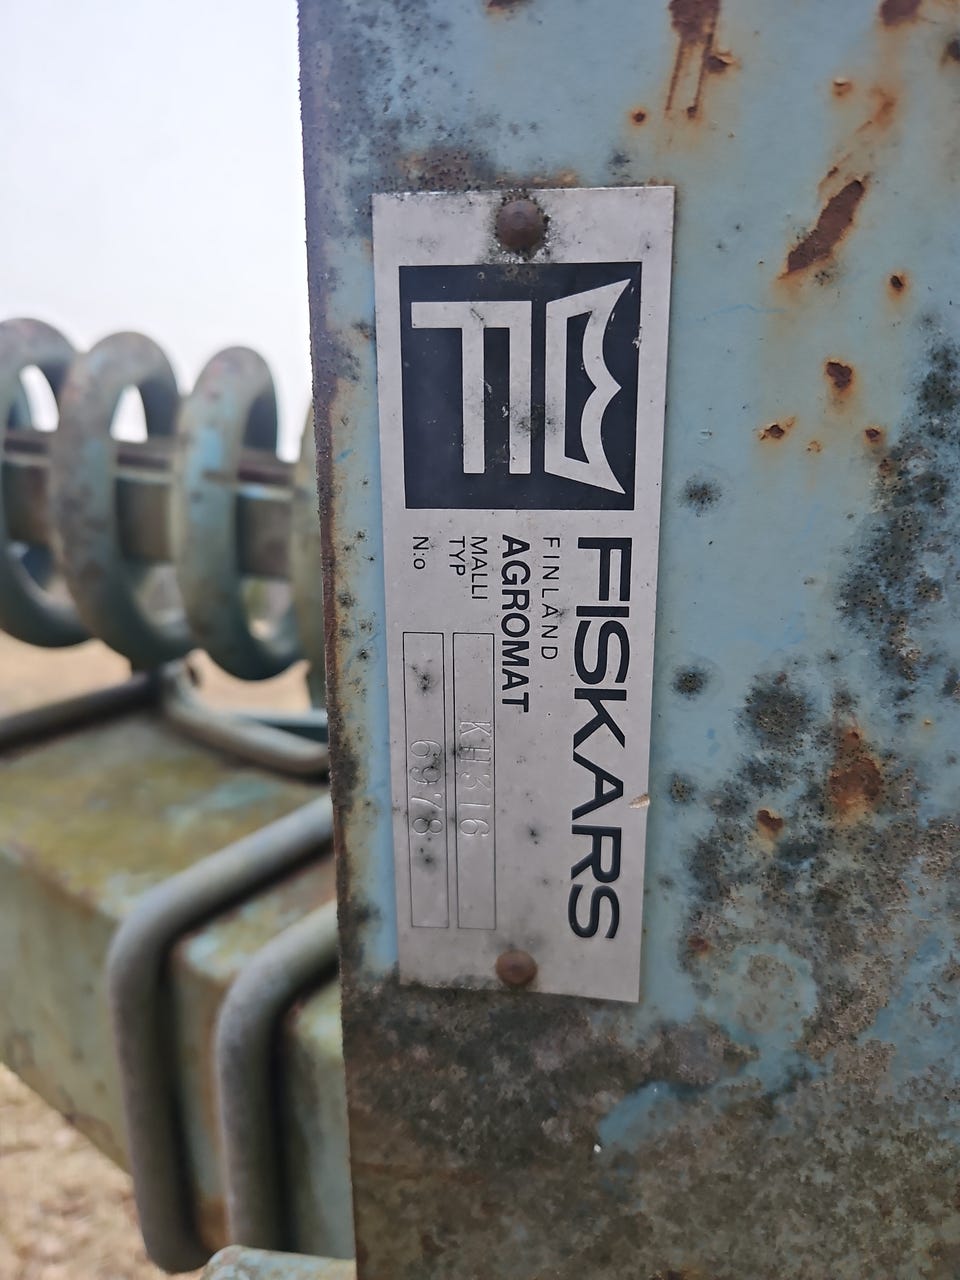 FISKARS
FINLAND
AGROMAT
MALLI
TYP KH316
N:o 6978